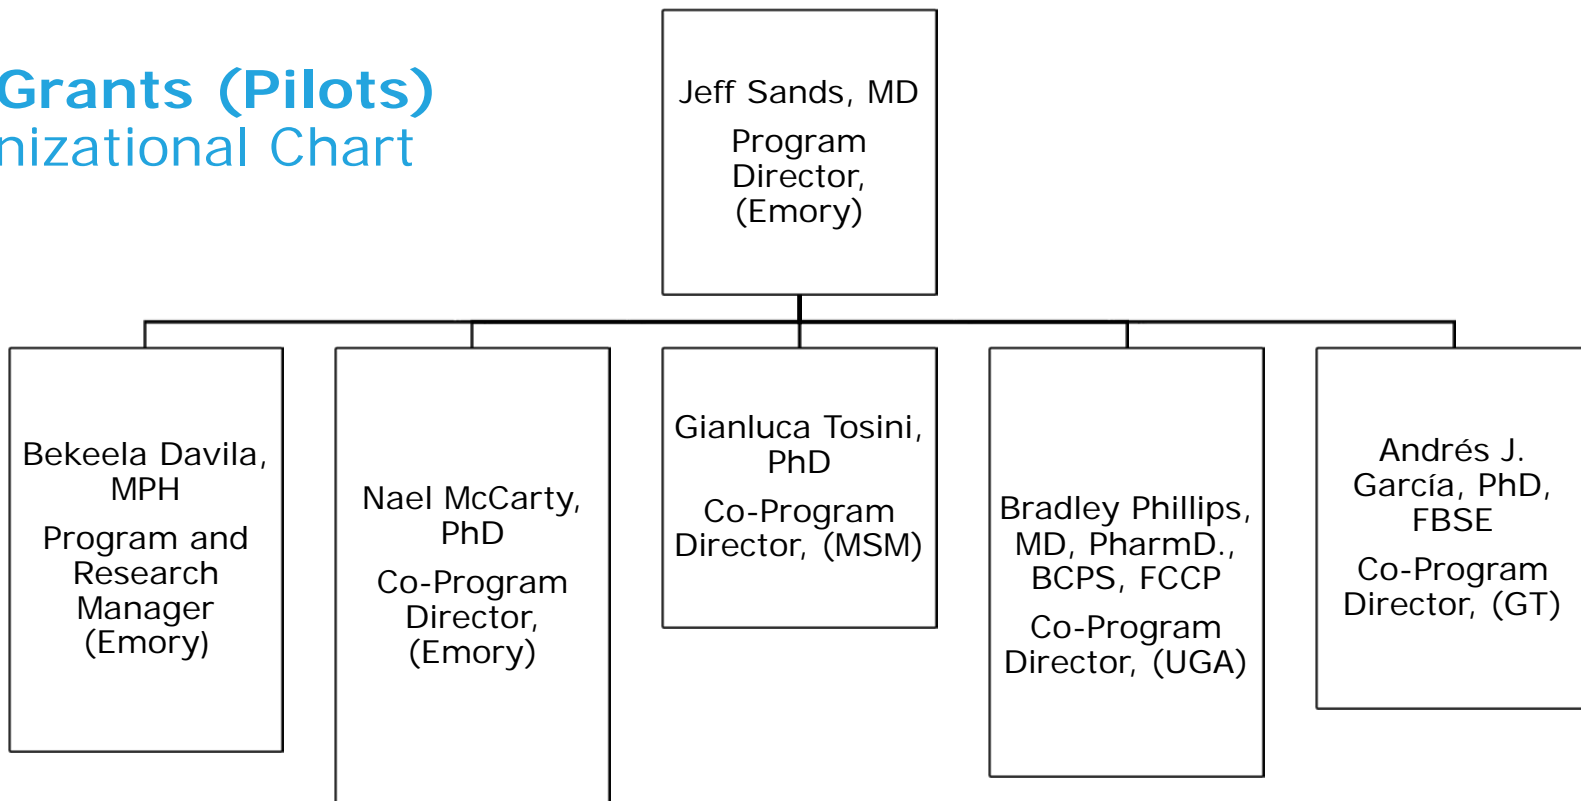 Grants (Pilots)
nizational Chart
Jeff Sands, MD
Program
Director,
(Emory)
Bekeela Davila,
MPH
Program and
Research
Manager
(Emory)
Nael McCarty,
PhD
Co-Program
Director,
(Emory)
Gianluca Tosini,
PhD
Co-Program
Director, (MSM)
Bradley Phillips,
MD, PharmD.,
BCPS, FCCP
Co-Program
Director, (UGA)
Andrés J.
García, PhD,
FBSE
Co-Program
Director, (GT)